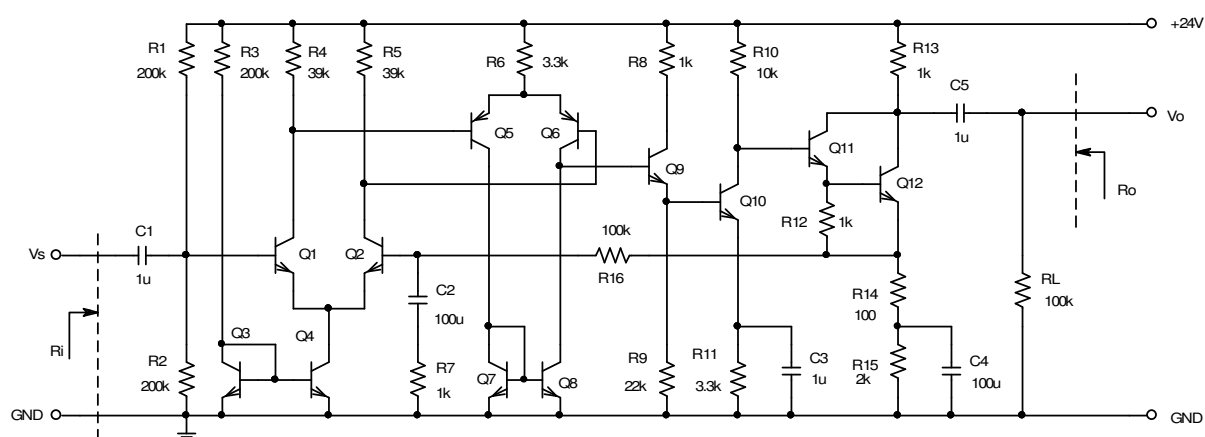 +24V
R1
200k
R3
200k
R4
39k
R5
39k
R6
3.3k
R8
1k
R10
10k
R13
1k
C5
1u
Vo
Q5
Q6
Q9
Q10
Q11
Q12
R12
1k
Ro
Vs
C1
1u
Q1
Q2
100k
R16
C2
100u
R14
100
RL
100k
Ri
Q3
Q4
R2
200k
R7
1k
Q7
Q8
R9
22k
R11
3.3k
C3
1u
R15
2k
C4
100u
GND
GND